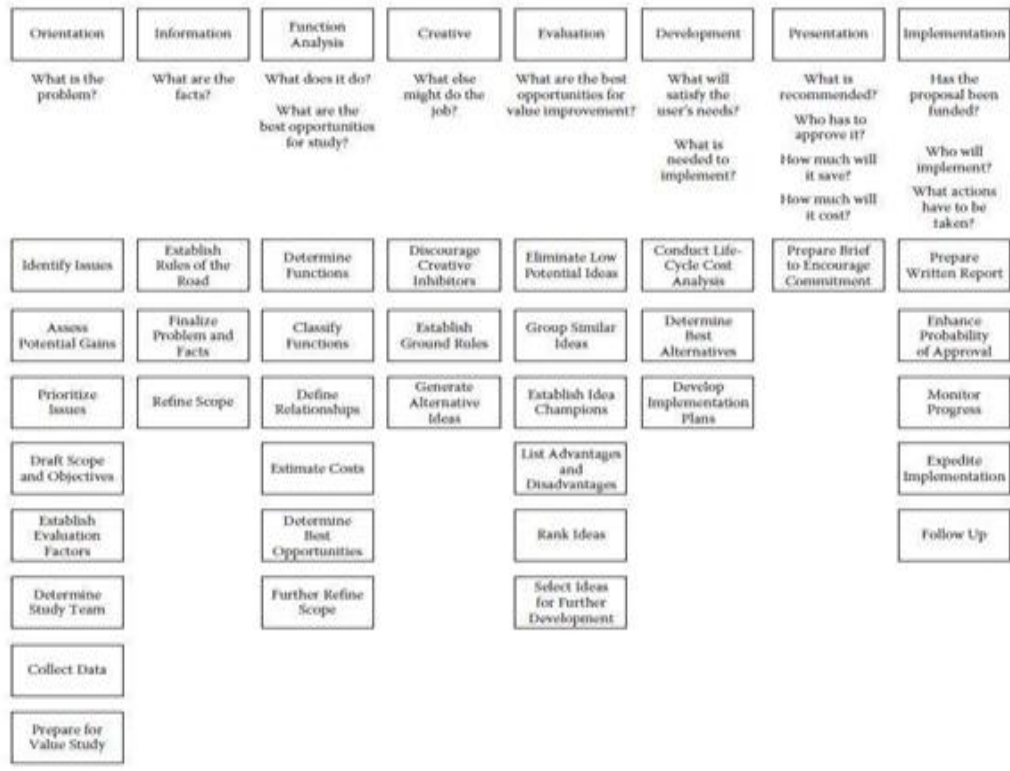 Orientation
What is the
problem?
Identify Issues
Assess
Potential Gains
Prioritize
Issues
Draft Scope
and Objectives
Establish
Evaluation
Factors
Determine
Study Team
Collect Data
Prepare for
Value Study
Information
What are the
facts?
Establish
Rules of the
Road
Finalize
Problem and
Facts
Refine Scope
Function
Analysis
What does it do?
What are the
best opportunities
for study?
Determine
Functions
Classify
Functions
Define
Relationships
Estimate Costs
Determine
Best
Opportunities
Further Refine
Scope
Creative
What else
might do the
job?
Discourage
Creative
Inhibitors
Establish
Ground Rules
Generate
Alternative
Ideas
Evaluation
What are the best
opportunities for
value improvement?
Eliminate Low
Potential Ideas
Group Similar
Ideas
Establish Idea
Champions
List Advantages
and
Disadvantages
Rank Ideas
Select Ideas
for Further
Development
Development
What will
satisfy the
user's needs?
What is
needed to
implement?
Conduct Life-
Cycle Cost
Analysis
Determine
Best
Alternatives
Develop
Implementation
Plans
Presentation
What is
recommended?
Who has to
approve it?
How much will
it save?
How much will
it cost?
Prepare Brief
to Encourage
Commitment
Implementation
Has the
proposal been
funded?
Who will
implement?
What actions
have to be
taken?
Prepare
Written Report
Enhance
Probability
of Approval
Monitor
Progress
Expedite
Implementation
Follow Up